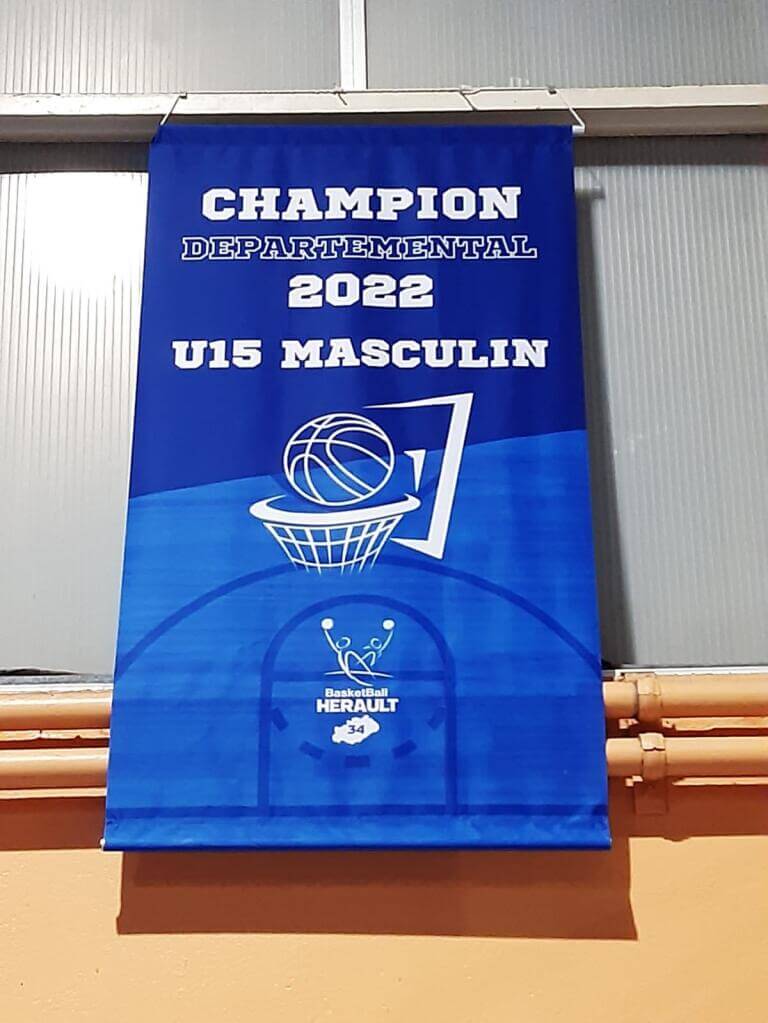 CHAMPION
DEPARTEMENTAL
2022
U15 MASCULIN
BasketBall
HERAULT
34